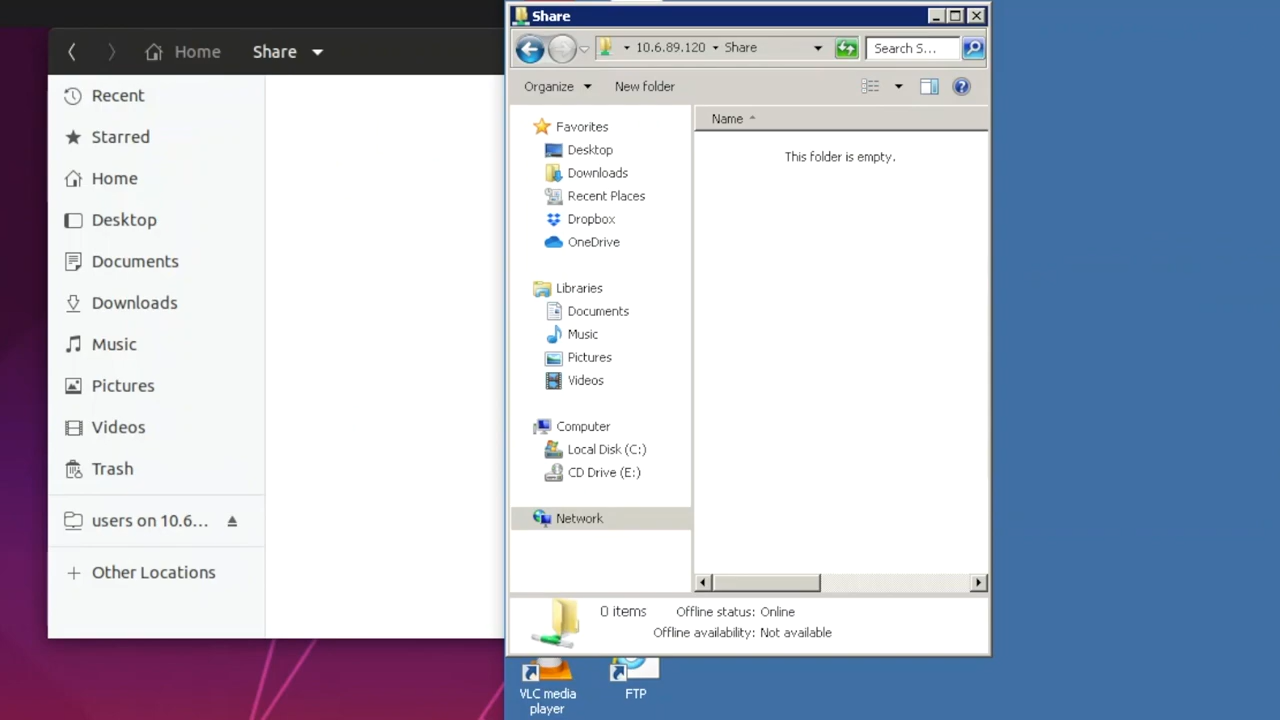 Home
Share
Recent
Starred
Home
Desktop
Documents
Downloads
Music
Pictures
Videos
Trash
users on 10.6...
Other Locations
Share
10.6.89.120
Share
Search S...
Organize
New folder
Favorites
Desktop
Downloads
Recent Places
Dropbox
OneDrive
Libraries
Documents
Music
Pictures
Videos
Computer
Local Disk (C:)
CD Drive (E:)
Network
Name
This folder is empty.
0 items
Offline status: Online
Offline availability: Not available
VLC media
player
FTP